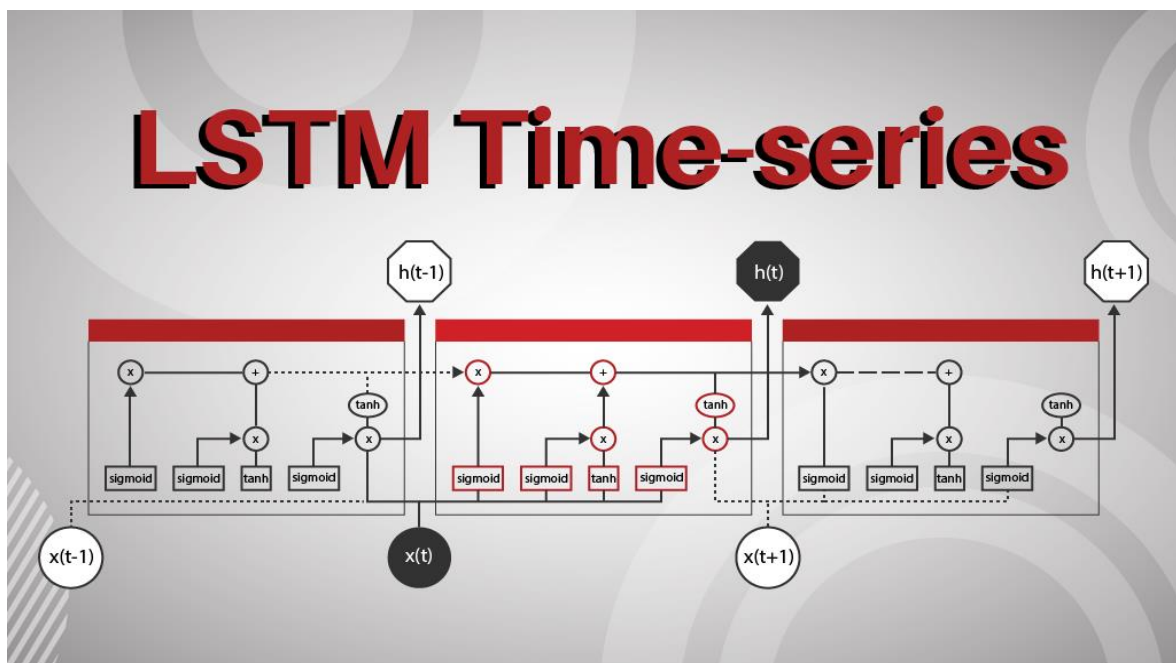 LSTM Time-series
h(t-1) h(t) h(t+1)
x + x + x +
tanh tanh tanh
x x x x x x
sigmoid sigmoid tanh sigmoid sigmoid sigmoid tanh sigmoid sigmoid sigmoid tanh sigmoid
x(t-1) x(t) x(t+1)